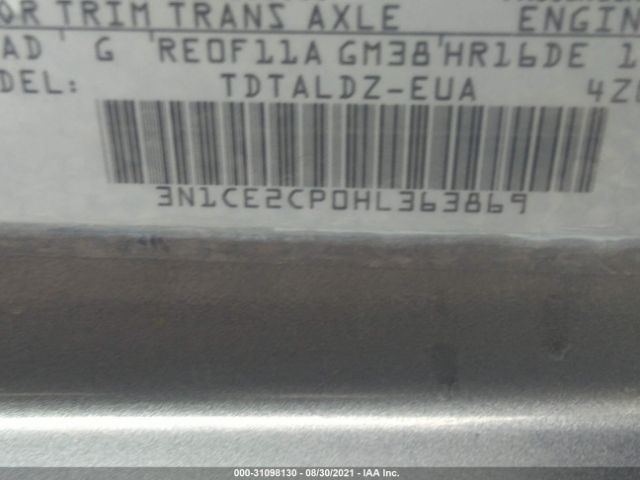 OR TRIM TRANS AXLE ENGIN
AD G RE0F11A GM38 HR16DE 1
DEL: TDTALDZ-EUA 4Z
3N1CE2CP0HL363869
000-31098130 - 08/30/2021 - IAA Inc.